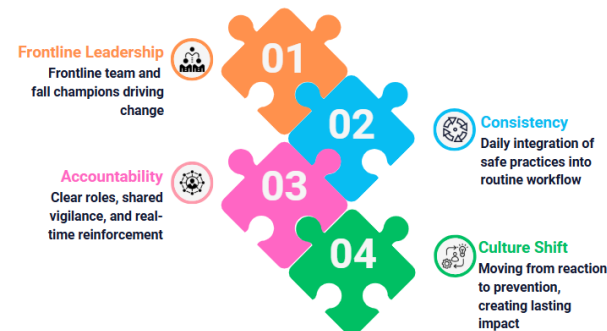 01
Frontline Leadership
Frontline team and
fall champions driving
change
02
Consistency
Daily integration of
safe practices into
routine workflow
03
Accountability
Clear roles, shared
vigilance, and real-
time reinforcement
04
Culture Shift
Moving from reaction
to prevention,
creating lasting
impact